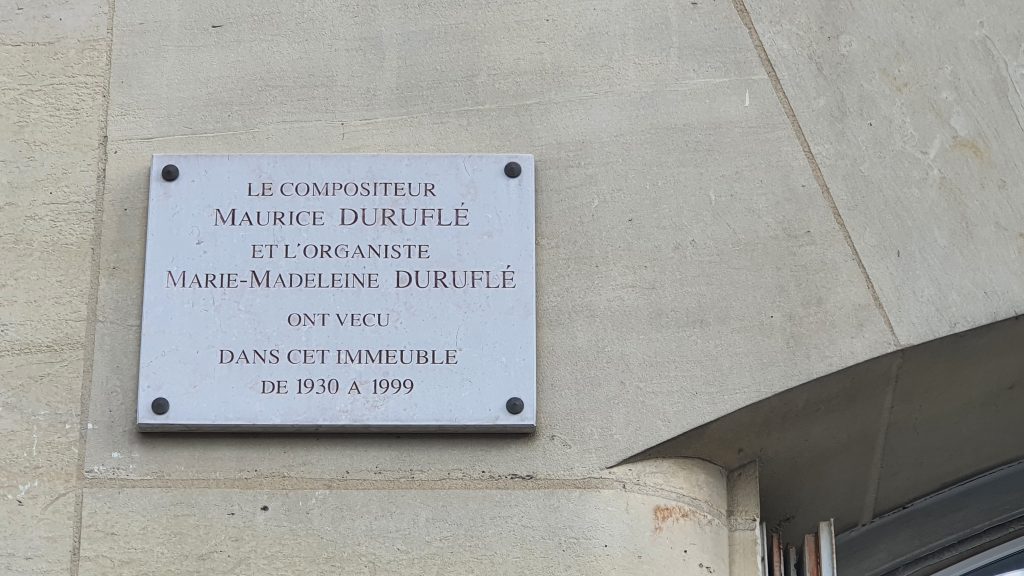 LE COMPOSITEUR
MAURICE DURUFLÉ
ET L'ORGANISTE
MARIE-MADELEINE DURUFLÉ
ONT VECU
DANS CET IMMEUBLE
DE 1930 A 1999